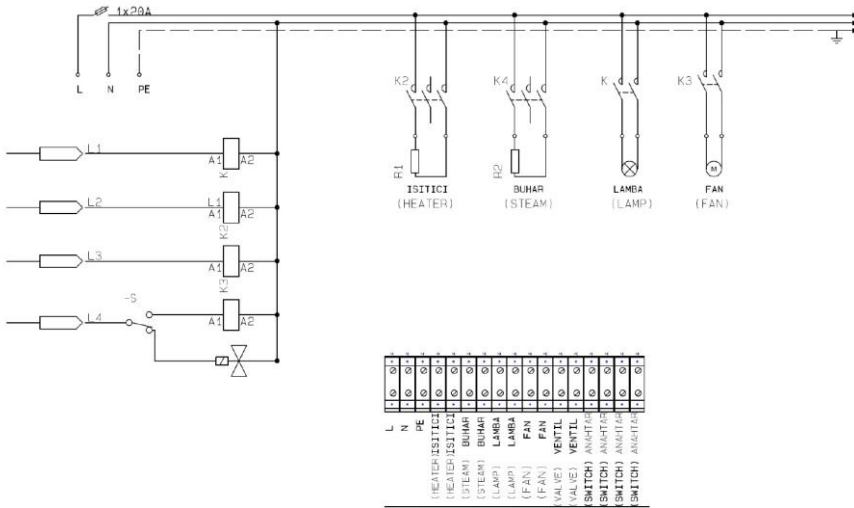 1x20A
L N PE
K2 K4 K K3
R1 R2 M
ISITICI BUHAR LAMBA FAN
(HEATER) (STEAM) (LAMP) (FAN)
L1 A1 A2 K
L2 L1 A1 A2 K2
L3 A1 A2 K3
-S
L4 A1 A2
L
N
PE
(HEATER)ISITICI
(HEATER)ISITICI
(STEAM) BUHAR
(STEAM) BUHAR
(LAMP) LAMBA
(LAMP) LAMBA
(FAN) FAN
(FAN) FAN
(VALVE) VENTIL
(VALVE) VENTIL
(SWITCH) ANAHTAR
(SWITCH) ANAHTAR
(SWITCH) ANAHTAR
(SWITCH) ANAHTAR